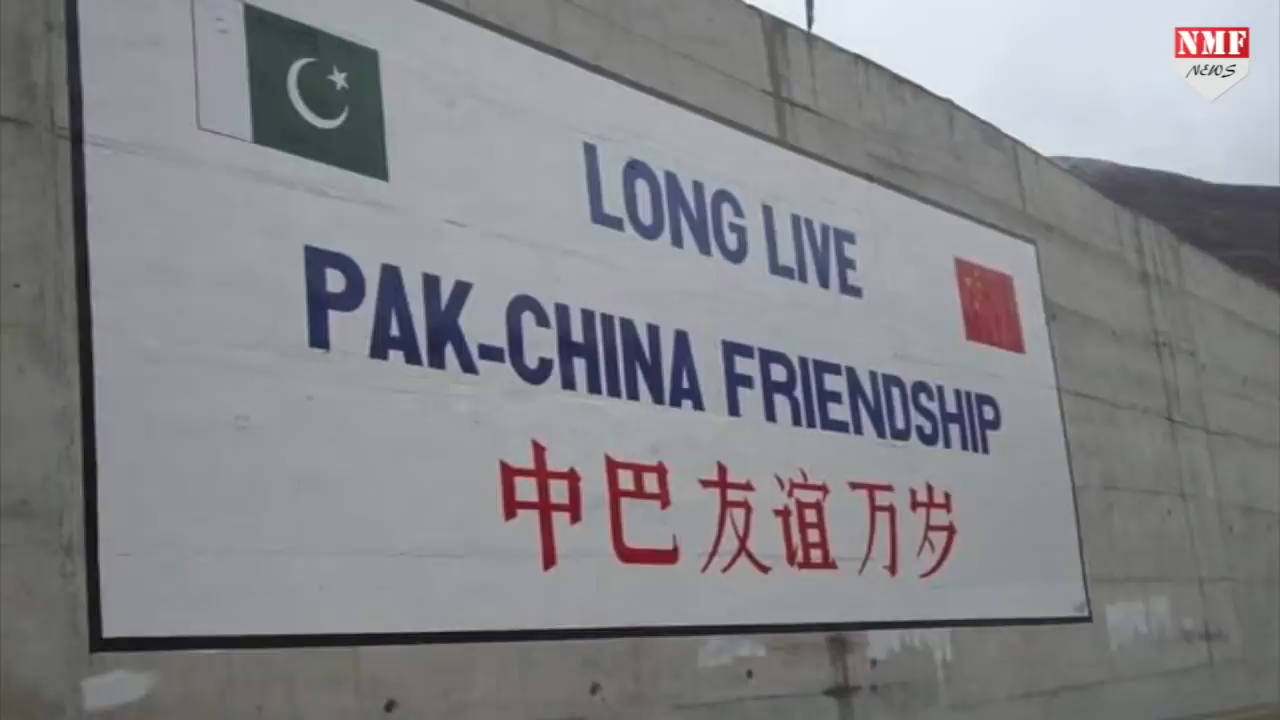 NMF
NEWS
LONG LIVE
PAK-CHINA FRIENDSHIP
中巴友谊万岁